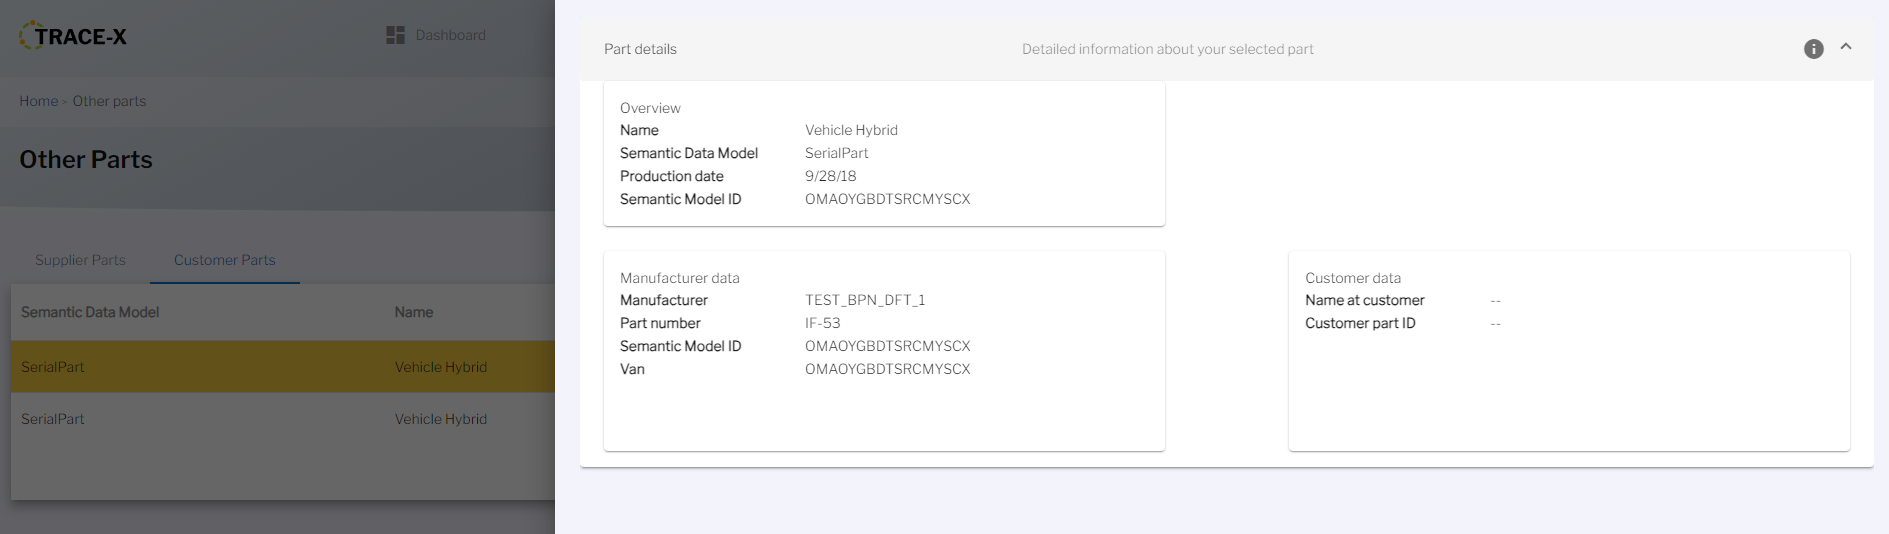 TRACE-X
Dashboard
Home > Other parts
Other Parts
Supplier Parts
Customer Parts
Semantic Data Model Name
SerialPart Vehicle Hybrid
SerialPart Vehicle Hybrid
Part details Detailed information about your selected part
Overview
Name Vehicle Hybrid
Semantic Data Model SerialPart
Production date 9/28/18
Semantic Model ID OMAOYGBDTSRCMYSCX
Manufacturer data
Manufacturer TEST_BPN_DFT_1
Part number IF-53
Semantic Model ID OMAOYGBDTSRCMYSCX
Van OMAOYGBDTSRCMYSCX
Customer data
Name at customer --
Customer part ID --